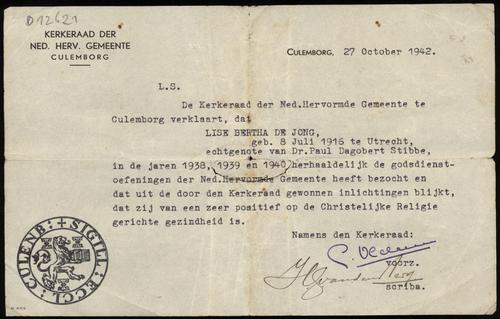 D12621
KERKERAAD DER
NED. HERV. GEMEENTE
CULEMBORG
CULEMBORG, 27 October 1942.
L.S.
De Kerkeraad der Ned.Hervormde Gemeente te
Culemborg verklaart, dat
LISE BERTHA DE JONG,
geb. 8 Juli 1916 te Utrecht,
echtgenote van Dr.Paul Dagobert Stibbe,
in de jaren 1938, 1939 en 1940 herhaaldelijk de godsdienst-
oefeningen der Ned.Hervormde Gemeente heeft bezocht en
dat uit de door den Kerkeraad gewonnen inlichtingen blijkt,
dat zij van een zeer positief op de Christelijke Religie
gerichte gezindheid is.
Namens den Kerkeraad:
voorz.
scriba.
SIGILL: ECCL: CULENB: